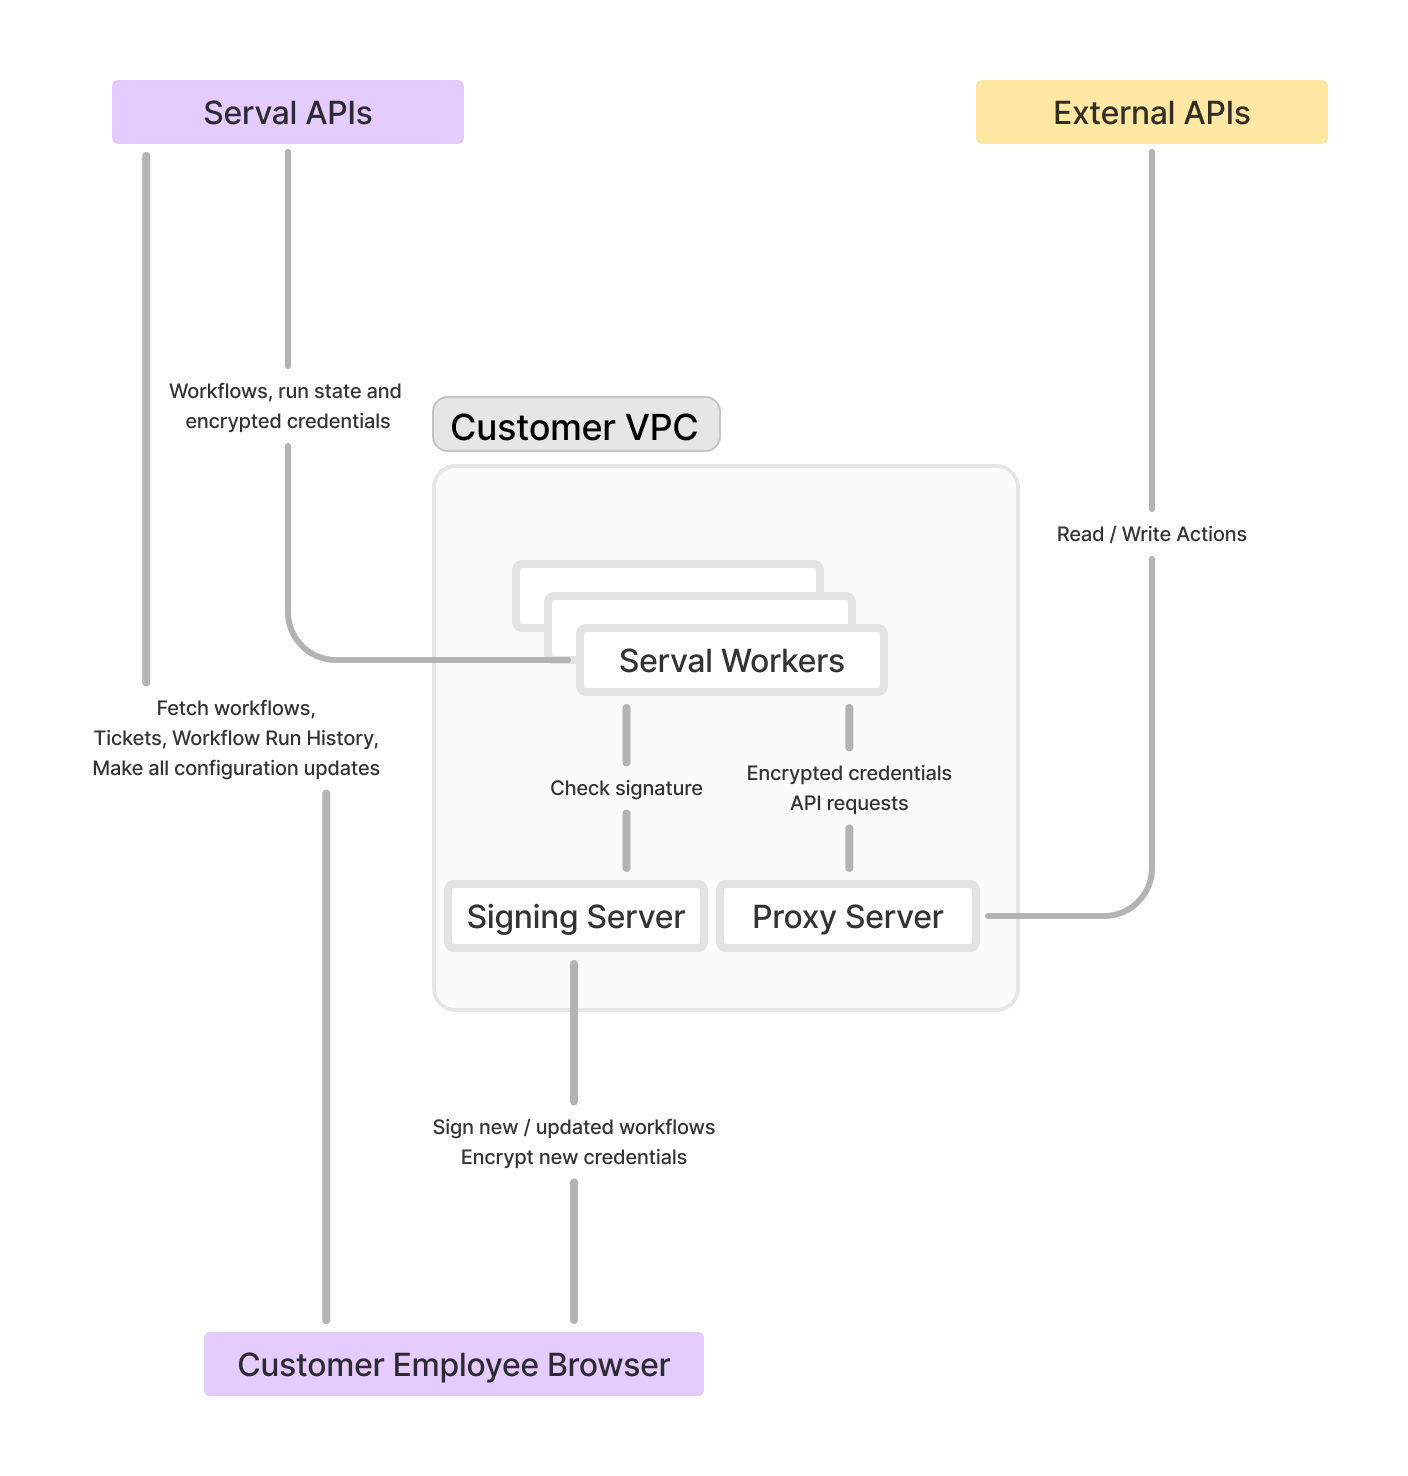 Serval APIs
External APIs
Workflows, run state and
encrypted credentials
Customer VPC
Read / Write Actions
Serval Workers
Fetch workflows,
Tickets, Workflow Run History,
Make all configuration updates
Check signature
Encrypted credentials
API requests
Signing Server
Proxy Server
Sign new / updated workflows
Encrypt new credentials
Customer Employee Browser